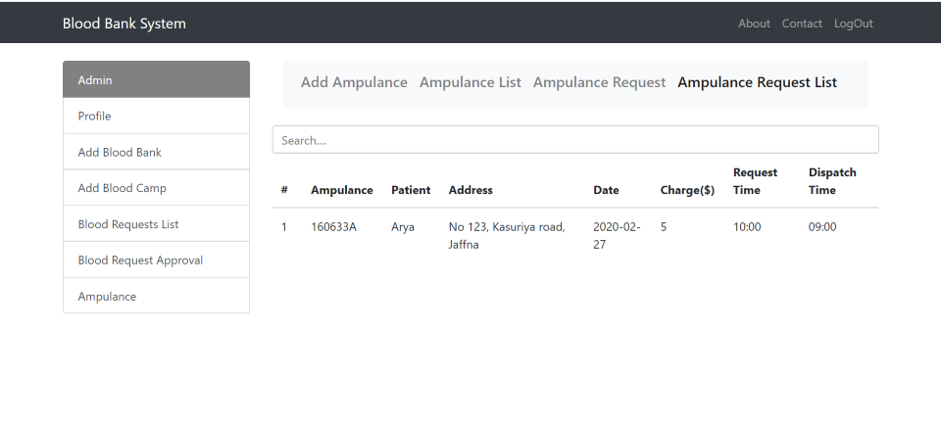 Blood Bank System
About Contact LogOut
Admin
Profile
Add Blood Bank
Add Blood Camp
Blood Requests List
Blood Request Approval
Ampulance
Add Ampulance Ampulance List Ampulance Request Ampulance Request List
Search....
# Ampulance Patient Address Date Charge($) Request Time Dispatch Time
1 160633A Arya No 123, Kasuriya road, Jaffna 2020-02-27 5 10:00 09:00